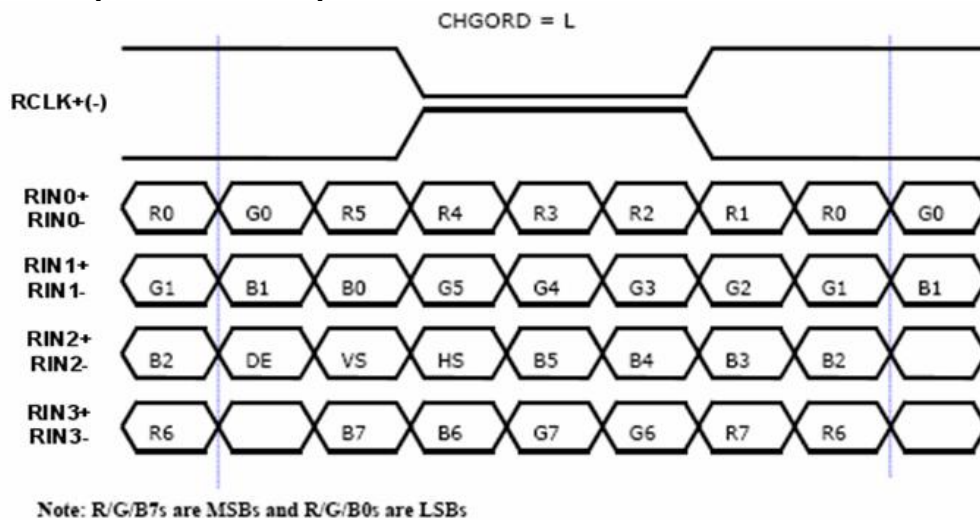 CHGORD = L
RCLK+(-)
RIN0+
RIN0-
R0 G0 R5 R4 R3 R2 R1 R0 G0
RIN1+
RIN1-
G1 B1 B0 G5 G4 G3 G2 G1 B1
RIN2+
RIN2-
B2 DE VS HS B5 B4 B3 B2
RIN3+
RIN3-
R6 B7 B6 G7 G6 R7 R6
Note: R/G/B7s are MSBs and R/G/B0s are LSBs